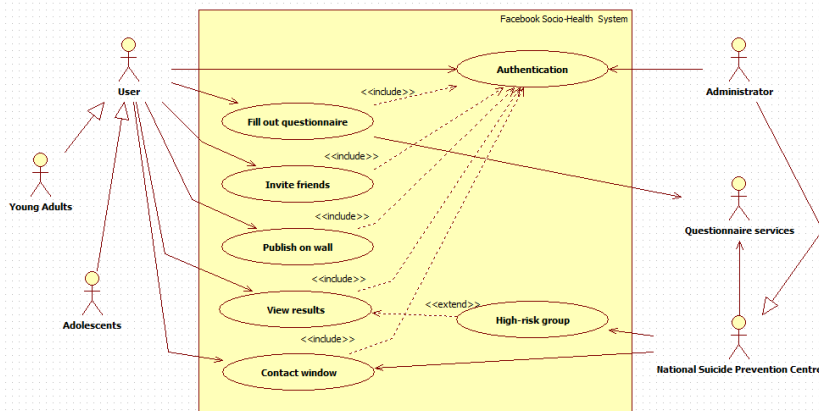 Facebook Socio-Health System
User
Authentication
Administrator
<<include>>
Fill out questionnaire
<<include>>
Invite friends
Young Adults
<<include>>
Questionnaire services
Publish on wall
<<include>>
<<extend>>
View results
High-risk group
Adolescents
<<include>>
Contact window
National Suicide Prevention Centre